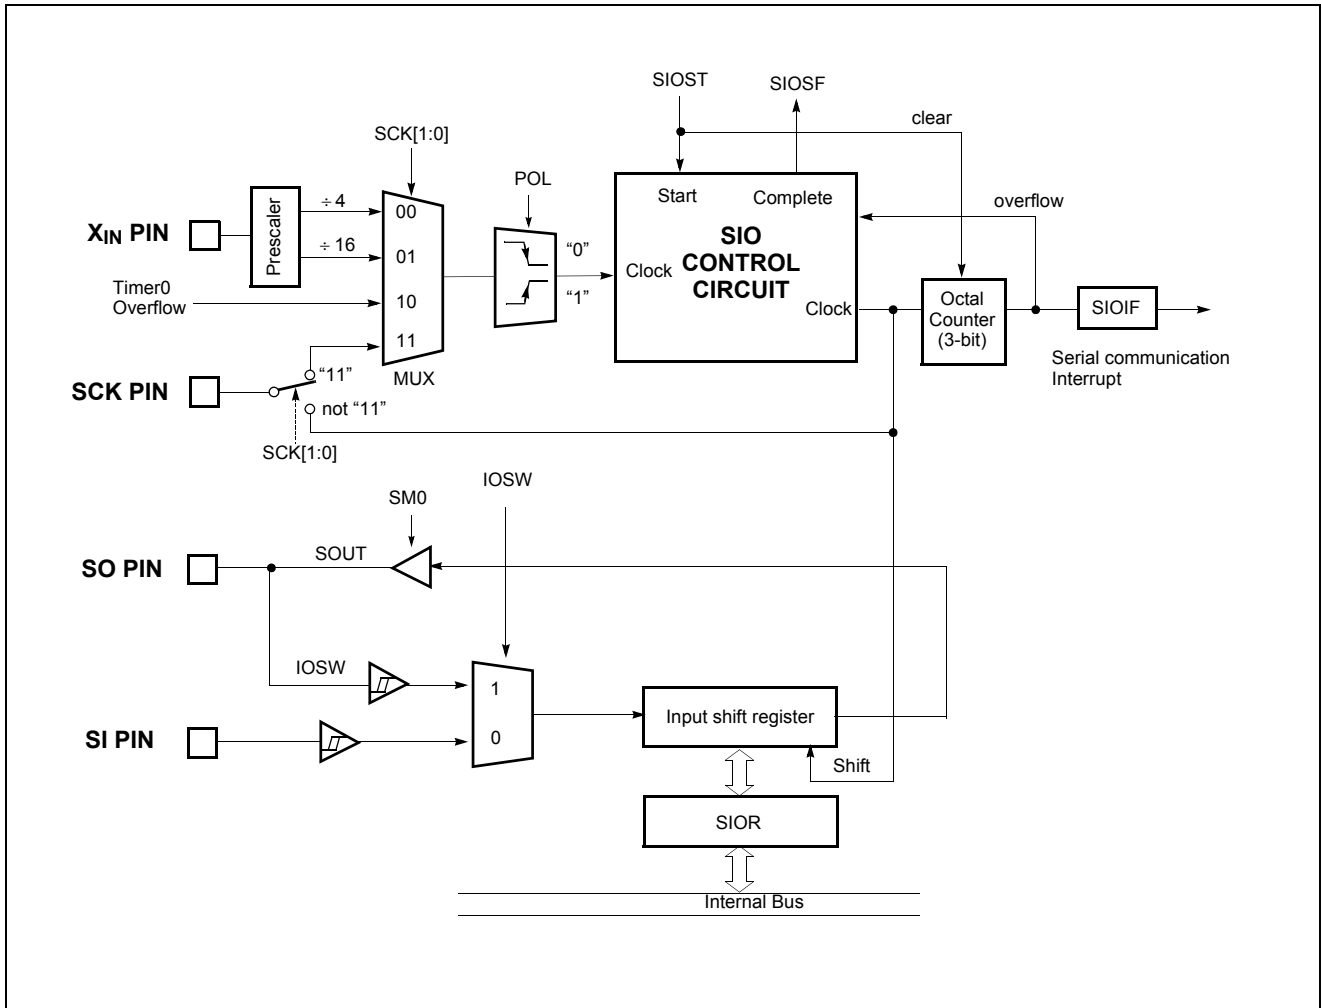 SIOST
SIOSF
clear
SCK[1:0]
POL
Start
Complete
overflow
÷ 4
00
XIN PIN
Prescaler
÷ 16
01
“0”
SIO
CONTROL
CIRCUIT
Clock
“1”
Timer0
Overflow
10
Clock
Octal
Counter
(3-bit)
SIOIF
11
MUX
Serial communication
Interrupt
SCK PIN
“11”
not “11”
SCK[1:0]
IOSW
SM0
SO PIN
SOUT
IOSW
1
Input shift register
SI PIN
0
Shift
SIOR
Internal Bus